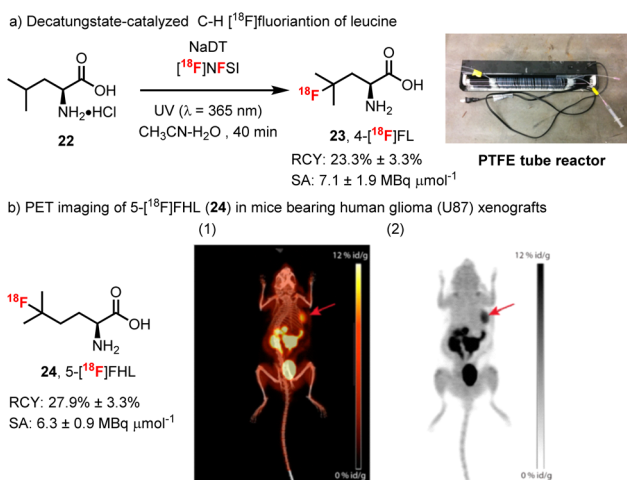 a) Decatungstate-catalyzed C-H [¹⁸F]fluoriantion of leucine
NaDT
[¹⁸F]NFSI
UV (λ = 365 nm)
CH₃CN-H₂O , 40 min
O
OH
NH₂•HCl
22
¹⁸F
O
OH
NH₂
23, 4-[¹⁸F]FL
RCY: 23.3% ± 3.3%
SA: 7.1 ± 1.9 MBq μmol⁻¹
PTFE tube reactor
b) PET imaging of 5-[¹⁸F]FHL (24) in mice bearing human glioma (U87) xenografts
(1)
(2)
¹⁸F
O
OH
NH₂
24, 5-[¹⁸F]FHL
RCY: 27.9% ± 3.3%
SA: 6.3 ± 0.9 MBq μmol⁻¹
12 % id/g
0 % id/g
12 % id/g
0 % id/g